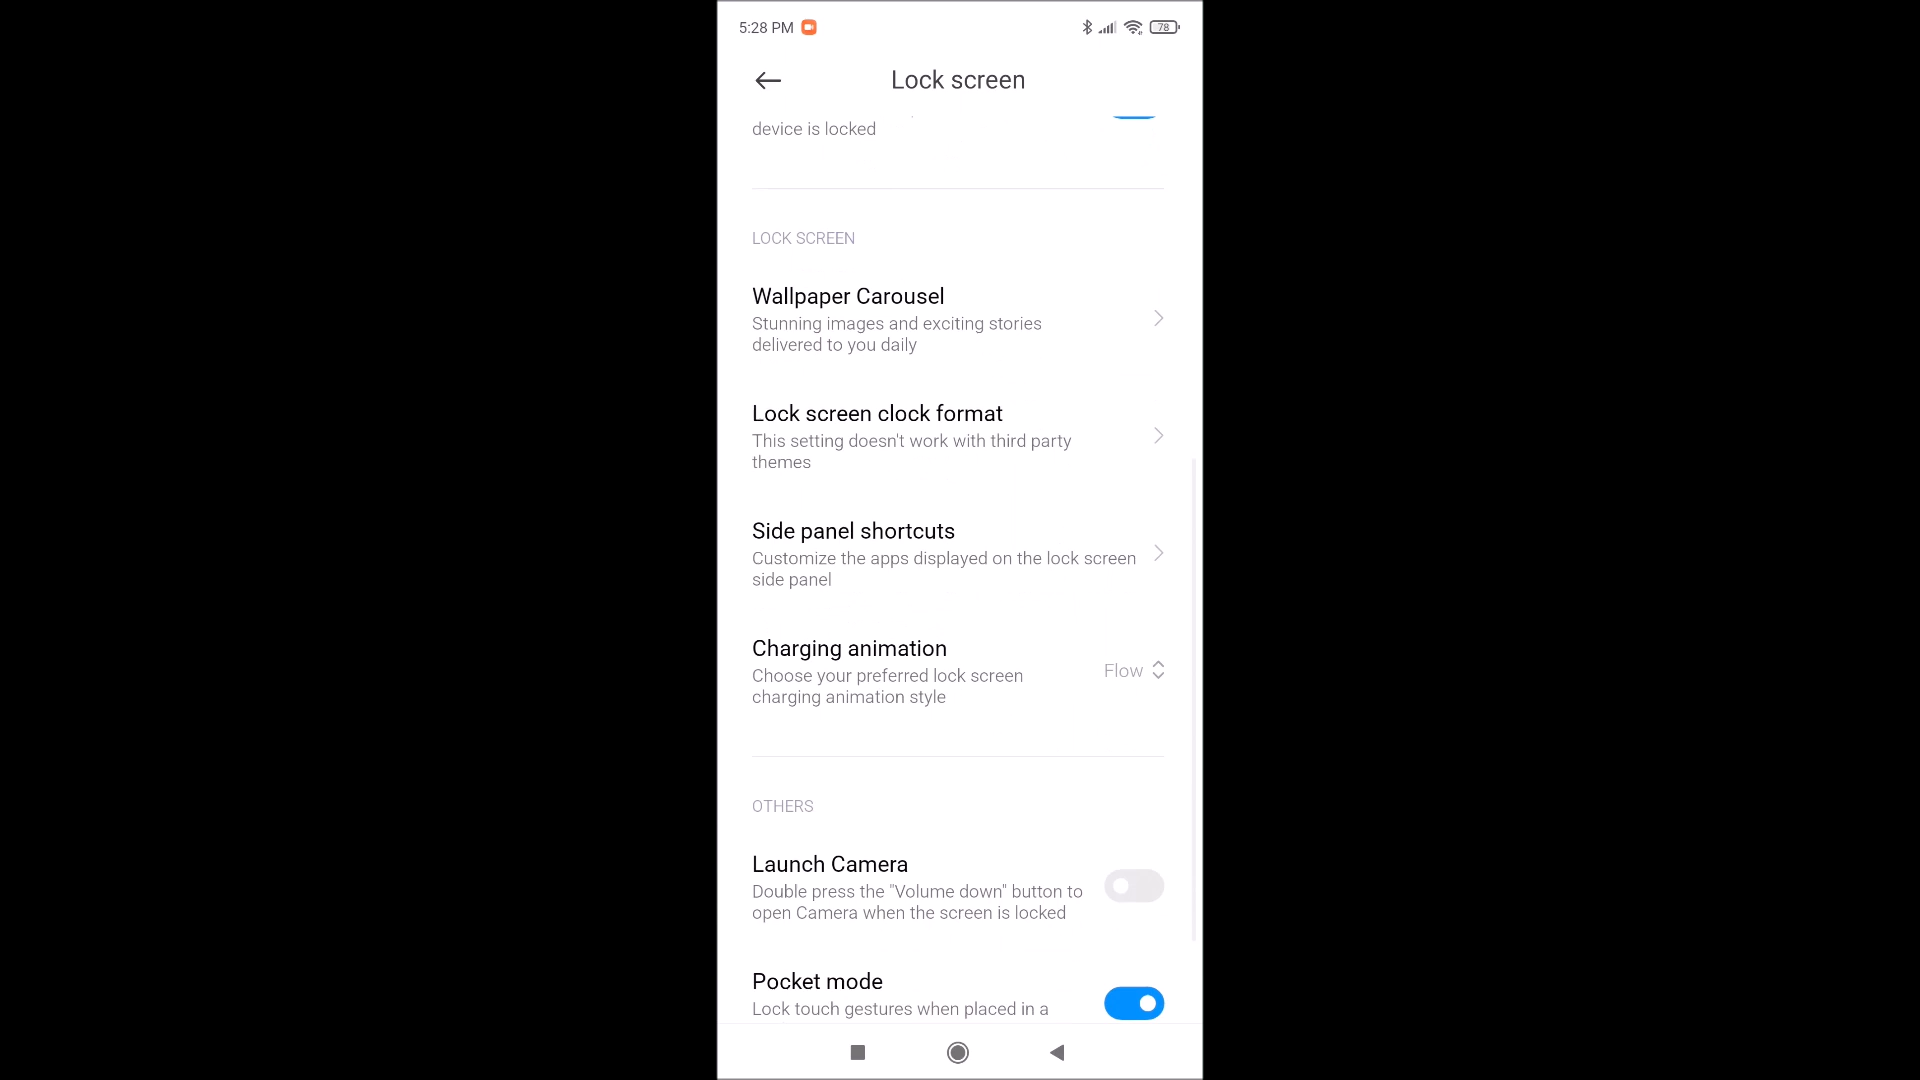 5:28 PM
78
Lock screen
device is locked
LOCK SCREEN
Wallpaper Carousel
Stunning images and exciting stories
delivered to you daily
Lock screen clock format
This setting doesn't work with third party
themes
Side panel shortcuts
Customize the apps displayed on the lock screen
side panel
Charging animation
Choose your preferred lock screen
charging animation style
Flow
OTHERS
Launch Camera
Double press the "Volume down" button to
open Camera when the screen is locked
Pocket mode
Lock touch gestures when placed in a